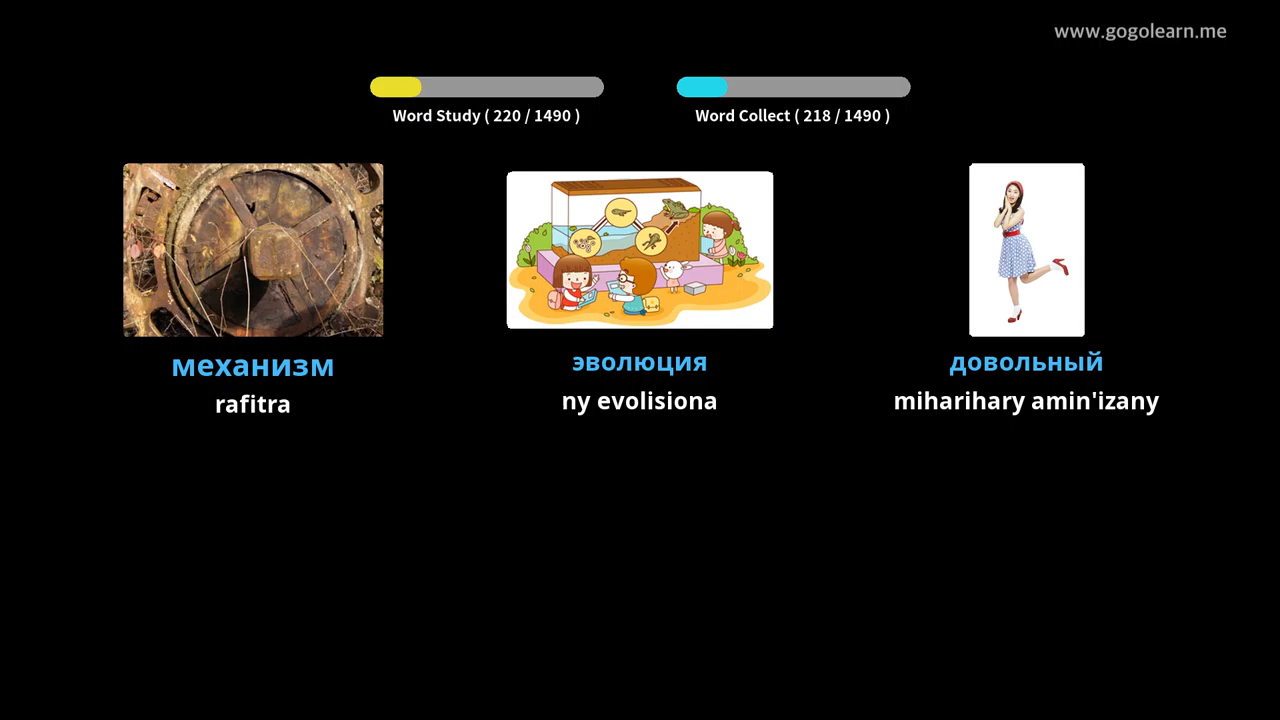 www.gogolearn.me
Word Study ( 220 / 1490 )
Word Collect ( 218 / 1490 )
механизм
rafitra
эволюция
ny evolisiona
довольный
miharihary amin'izany